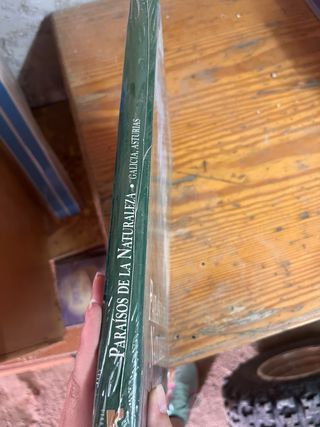 PARAÍSOS DE LA NATURALEZA • GALICIA, ASTURIAS